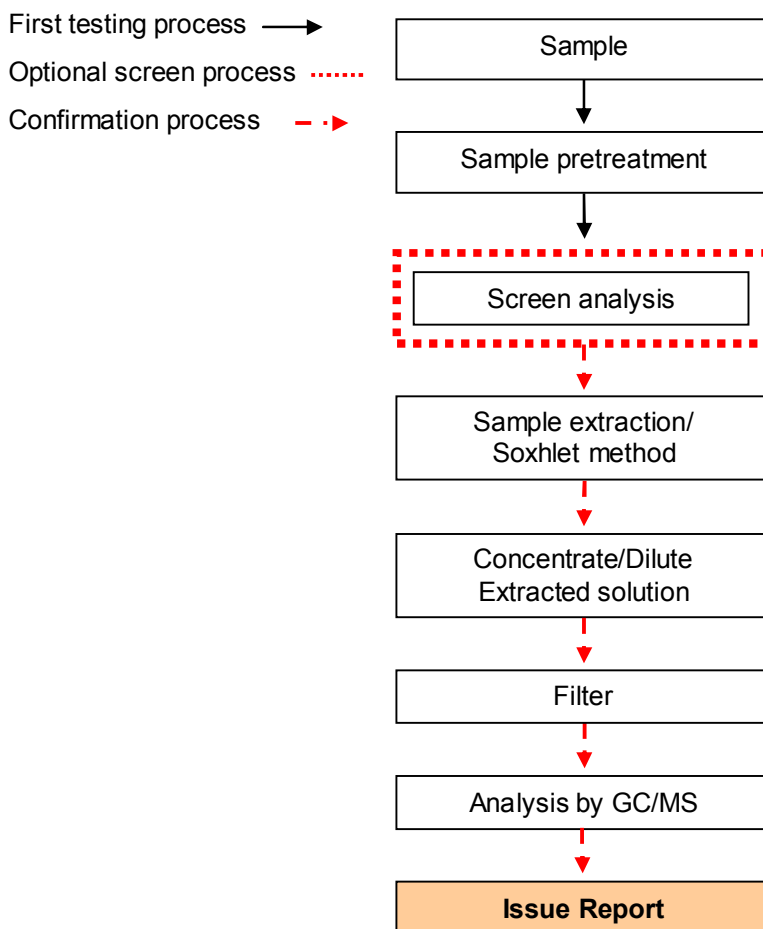 First testing process
Optional screen process
Confirmation process
Sample
Sample pretreatment
Screen analysis
Sample extraction/
Soxhlet method
Concentrate/Dilute
Extracted solution
Filter
Analysis by GC/MS
Issue Report